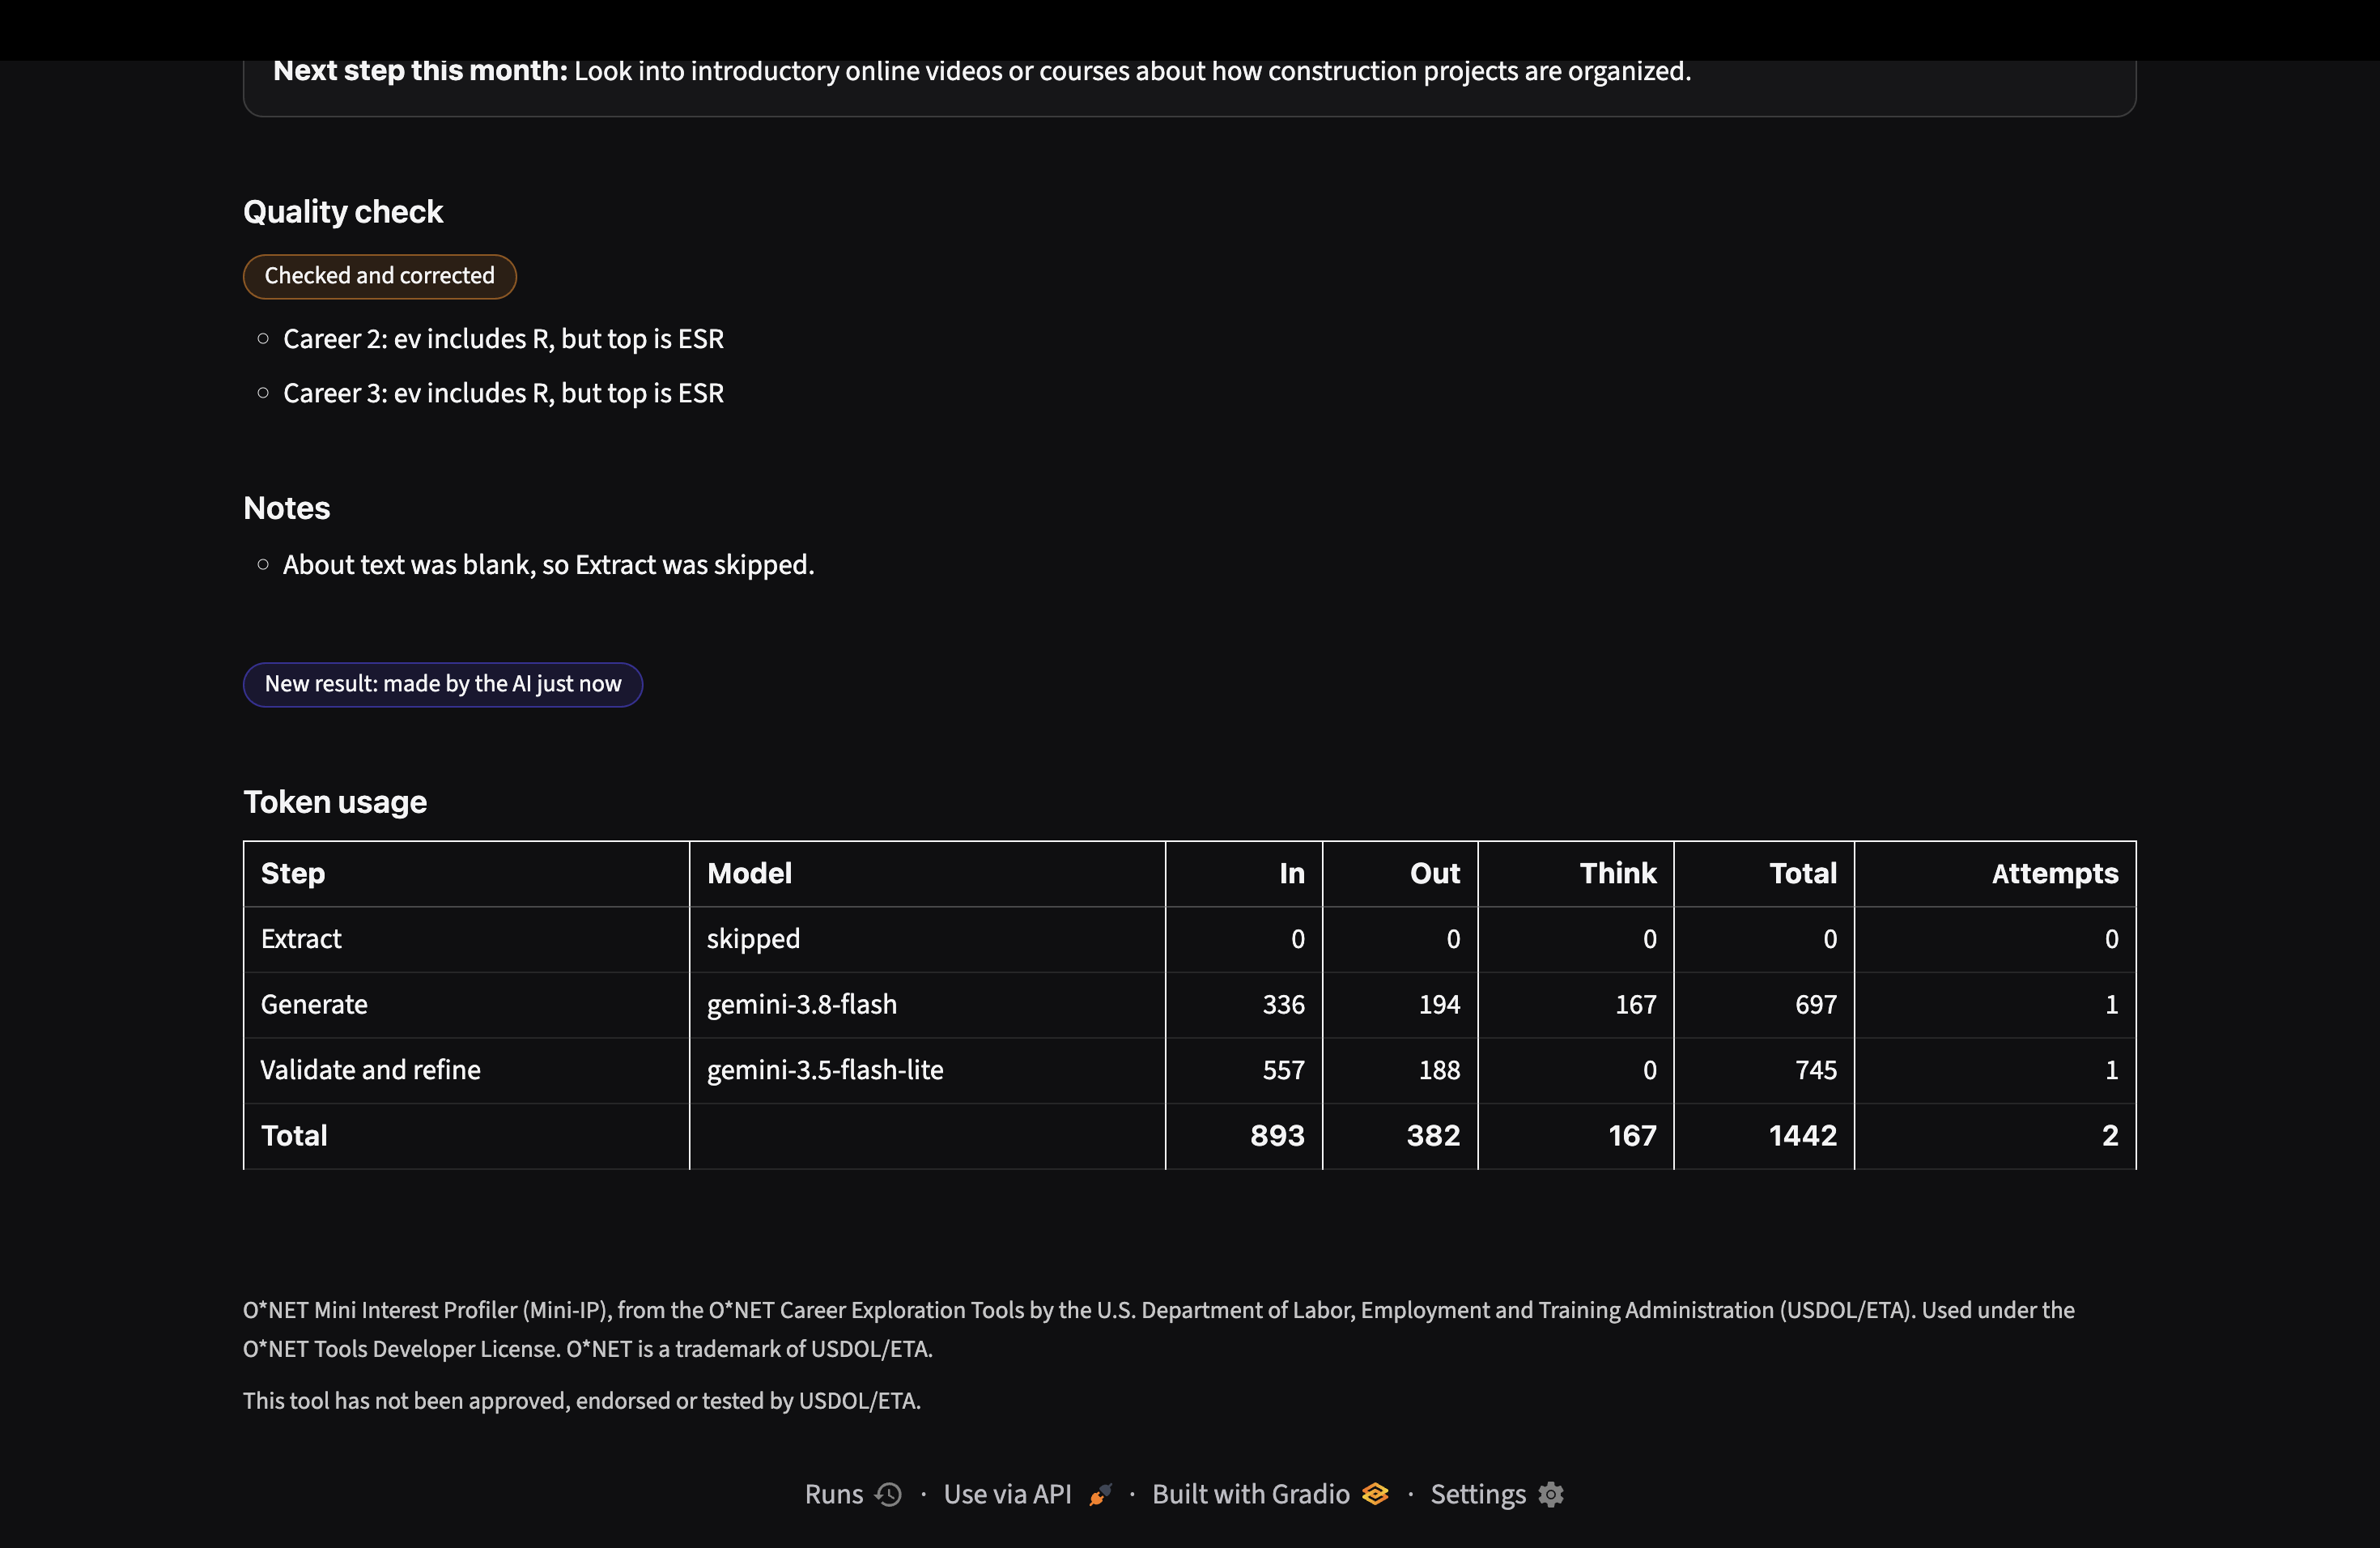 Next step this month: Look into introductory online videos or courses about how construction projects are organized.
Quality check
Checked and corrected
Career 2: ev includes R, but top is ESR
Career 3: ev includes R, but top is ESR
Notes
About text was blank, so Extract was skipped.
New result: made by the AI just now
Token usage
Step Model In Out Think Total Attempts
Extract skipped 0 0 0 0 0
Generate gemini-3.8-flash 336 194 167 697 1
Validate and refine gemini-3.5-flash-lite 557 188 0 745 1
Total 893 382 167 1442 2
O*NET Mini Interest Profiler (Mini-IP), from the O*NET Career Exploration Tools by the U.S. Department of Labor, Employment and Training Administration (USDOL/ETA). Used under the
O*NET Tools Developer License. O*NET is a trademark of USDOL/ETA.
This tool has not been approved, endorsed or tested by USDOL/ETA.
Runs · Use via API · Built with Gradio · Settings